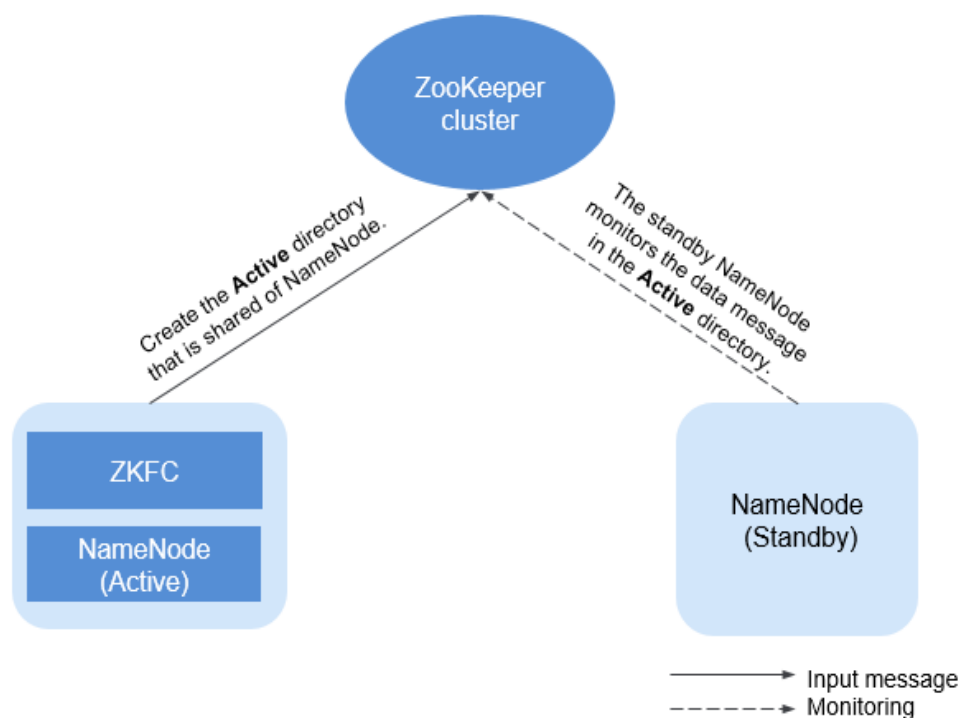 ZooKeeper
cluster
Create the Active directory
that is shared of NameNode.
The standby NameNode
monitors the data message
in the Active directory.
ZKFC
NameNode
(Active)
NameNode
(Standby)
Input message
Monitoring